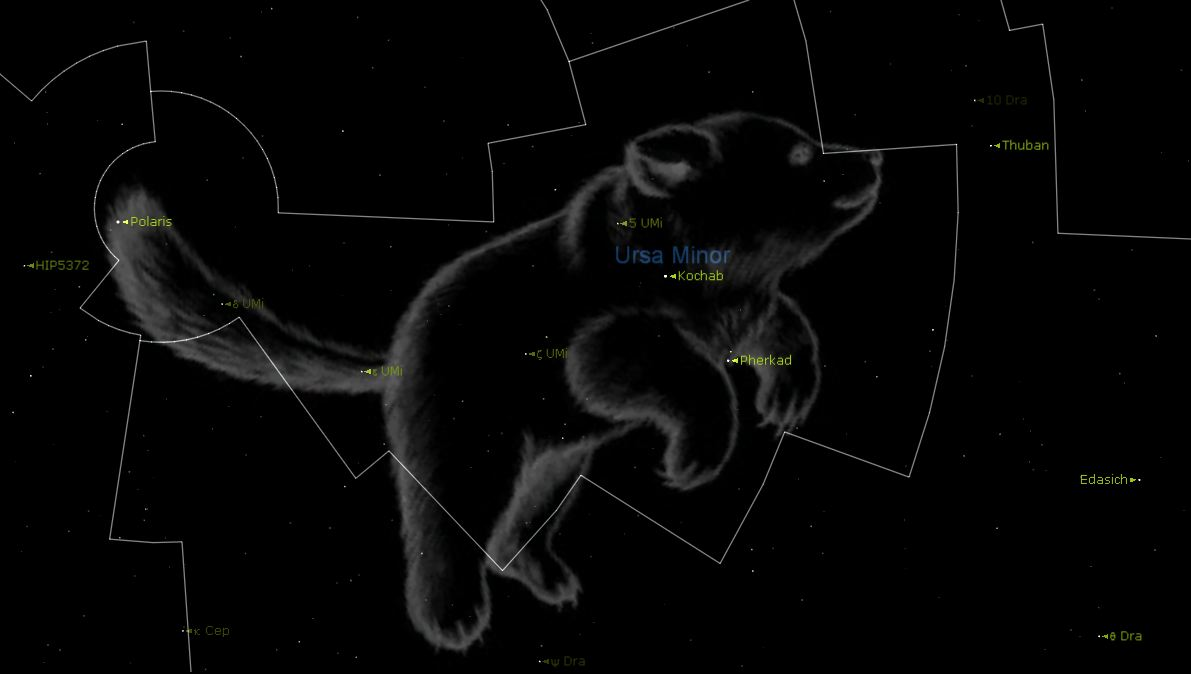 10 Dra
Thuban
Polaris
5 UMi
Ursa Minor
HIP5372
Kochab
δ UMi
ζ UMi
Pherkad
ε UMi
Edasich
κ Cep
θ Dra
ψ Dra